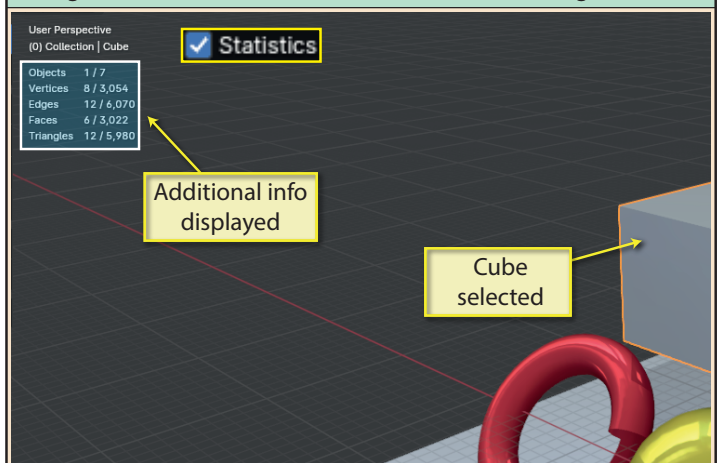 User Perspective
(0) Collection | Cube
Statistics
Objects 1 / 7
Vertices 8 / 3,054
Edges 12 / 6,070
Faces 6 / 3,022
Triangles 12 / 5,980
Additional info
displayed
Cube
selected